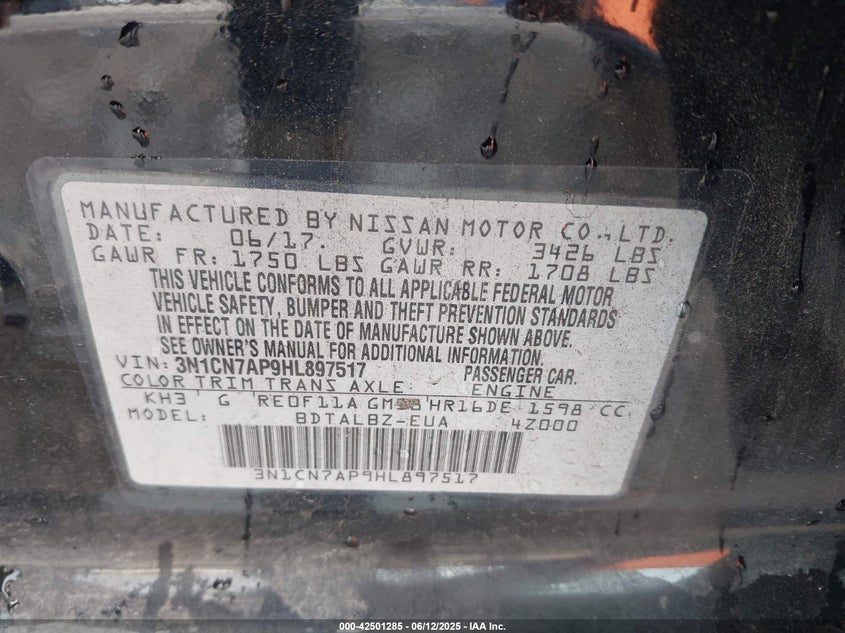 MANUFACTURED BY NISSAN MOTOR CO.,LTD.
DATE: 06/17. GVWR: 3426 LBS
GAWR FR: 1750 LBS GAWR RR: 1708 LBS
THIS VEHICLE CONFORMS TO ALL APPLICABLE FEDERAL MOTOR
VEHICLE SAFETY, BUMPER AND THEFT PREVENTION STANDARDS
IN EFFECT ON THE DATE OF MANUFACTURE SHOWN ABOVE.
SEE OWNER'S MANUAL FOR ADDITIONAL INFORMATION.
VIN: 3N1CN7AP9HL897517 PASSENGER CAR.
COLOR TRIM TRANS AXLE ENGINE
KH3 G RE0F11A HR16DE 1598 CC
MODEL: BDTALBZ-EUA 4Z000
3N1CN7AP9HL897517
000-42501285 - 06/12/2025 - IAA Inc.